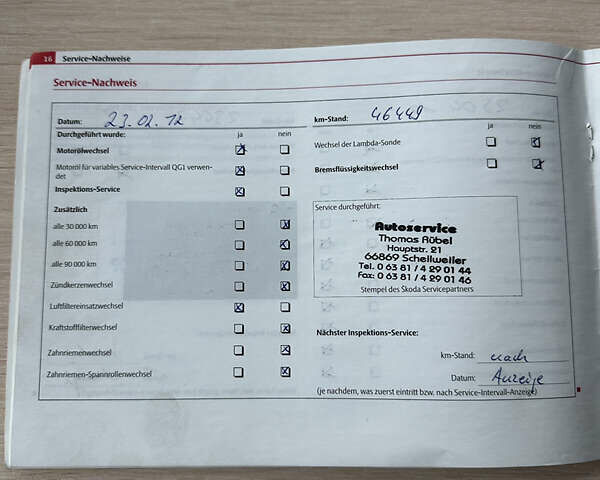 16 Service-Nachweise
Service-Nachweis
Datum: 23.02.12
km-Stand: 46449
Durchgeführt wurde: ja nein
ja nein
Motorölwechsel
Wechsel der Lambda-Sonde
Motoröl für variables Service-Intervall QG1 verwen-
det
Bremsflüssigkeitswechsel
Inspektions-Service
Zusätzlich
Service durchgeführt:
alle 30 000 km
alle 60 000 km
alle 90 000 km
Zündkerzenwechsel
Autoservice
Thomas Rübel
Hauptstr. 21
66869 Schellweiler
Tel. 0 63 81 / 4 29 01 44
Fax: 0 63 81 / 4 29 01 46
Stempel des Škoda Servicepartners
Luftfiltereinsatzwechsel
Kraftstofffilterwechsel
Zahnriemenwechsel
Zahnriemen-Spannrollenwechsel
Nächster Inspektions-Service:
km-Stand: nach
Datum: Anzeige
(je nachdem, was zuerst eintritt bzw. nach Service-Intervall-Anzeige)